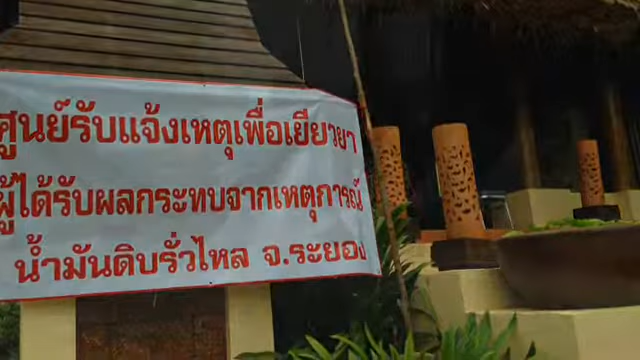 ศูนย์รับแจ้งเหตุเพื่อเยียวยา
ผู้ได้รับผลกระทบจากเหตุการณ์
น้ำมันดิบรั่วไหล จ.ระยอง